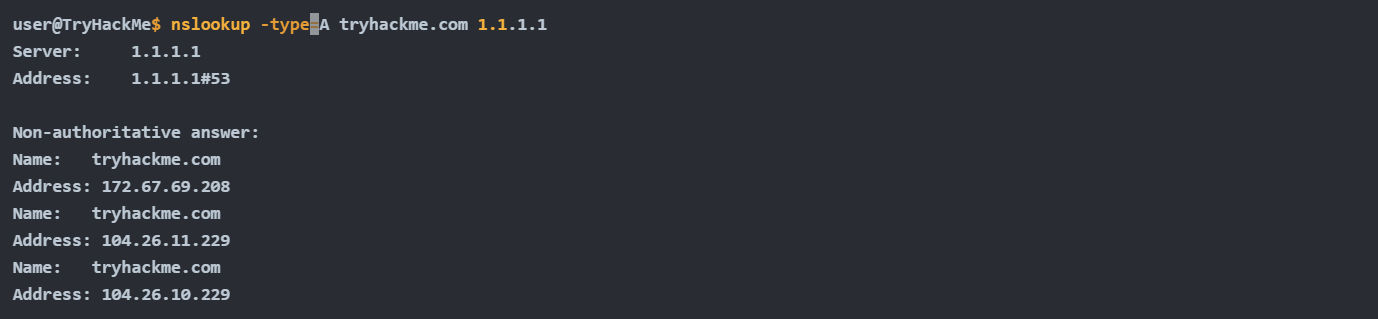 user@TryHackMe$ nslookup -type=A tryhackme.com 1.1.1.1
Server:     1.1.1.1
Address:    1.1.1.1#53
Non-authoritative answer:
Name:   tryhackme.com
Address: 172.67.69.208
Name:   tryhackme.com
Address: 104.26.11.229
Name:   tryhackme.com
Address: 104.26.10.229